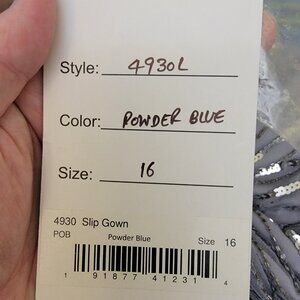 Style: 4930L
Color: POWDER BLUE
Size: 16
4930 Slip Gown
POB Powder Blue Size 16
1 91877 41231 4